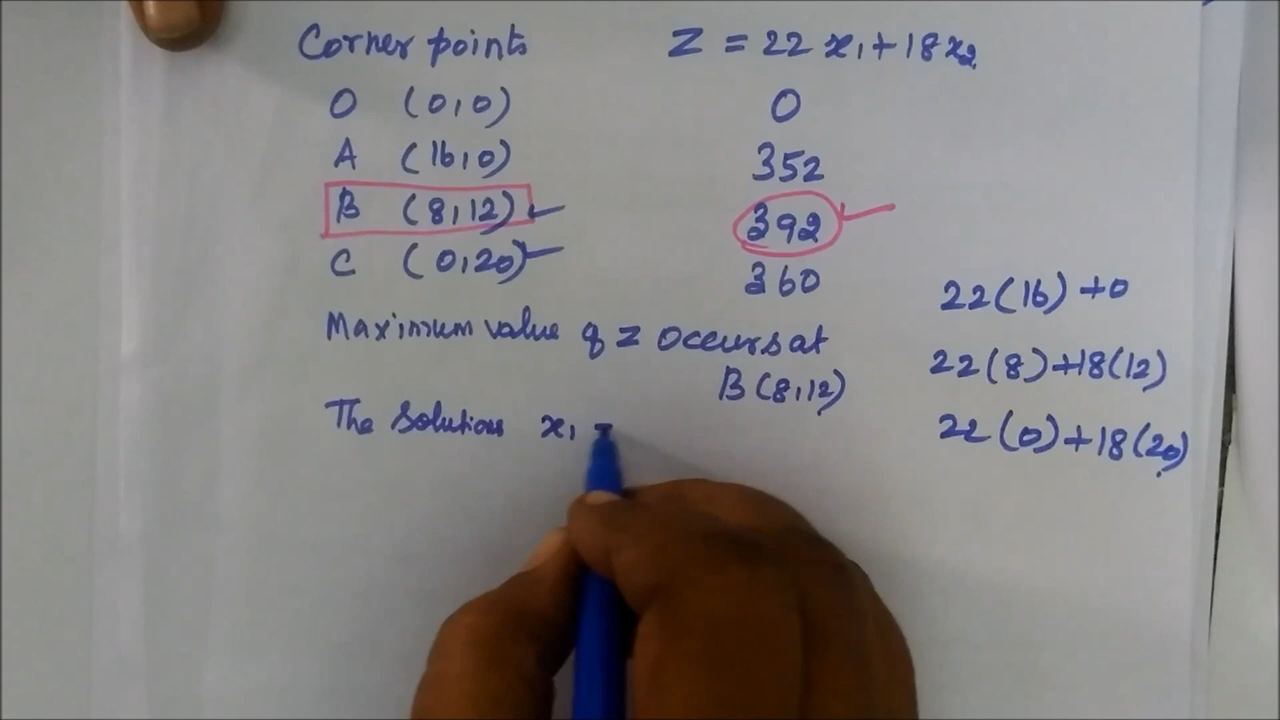 Corner points Z = 22x₁ + 18x₂
O (0,0) 0
A (16,0) 352
B (8,12) 392
C (0,20) 360
22(16) + 0
Maximum value of Z occurs at
B (8,12)
22(8) + 18(12)
The Solution x₁ =
22(0) + 18(20)